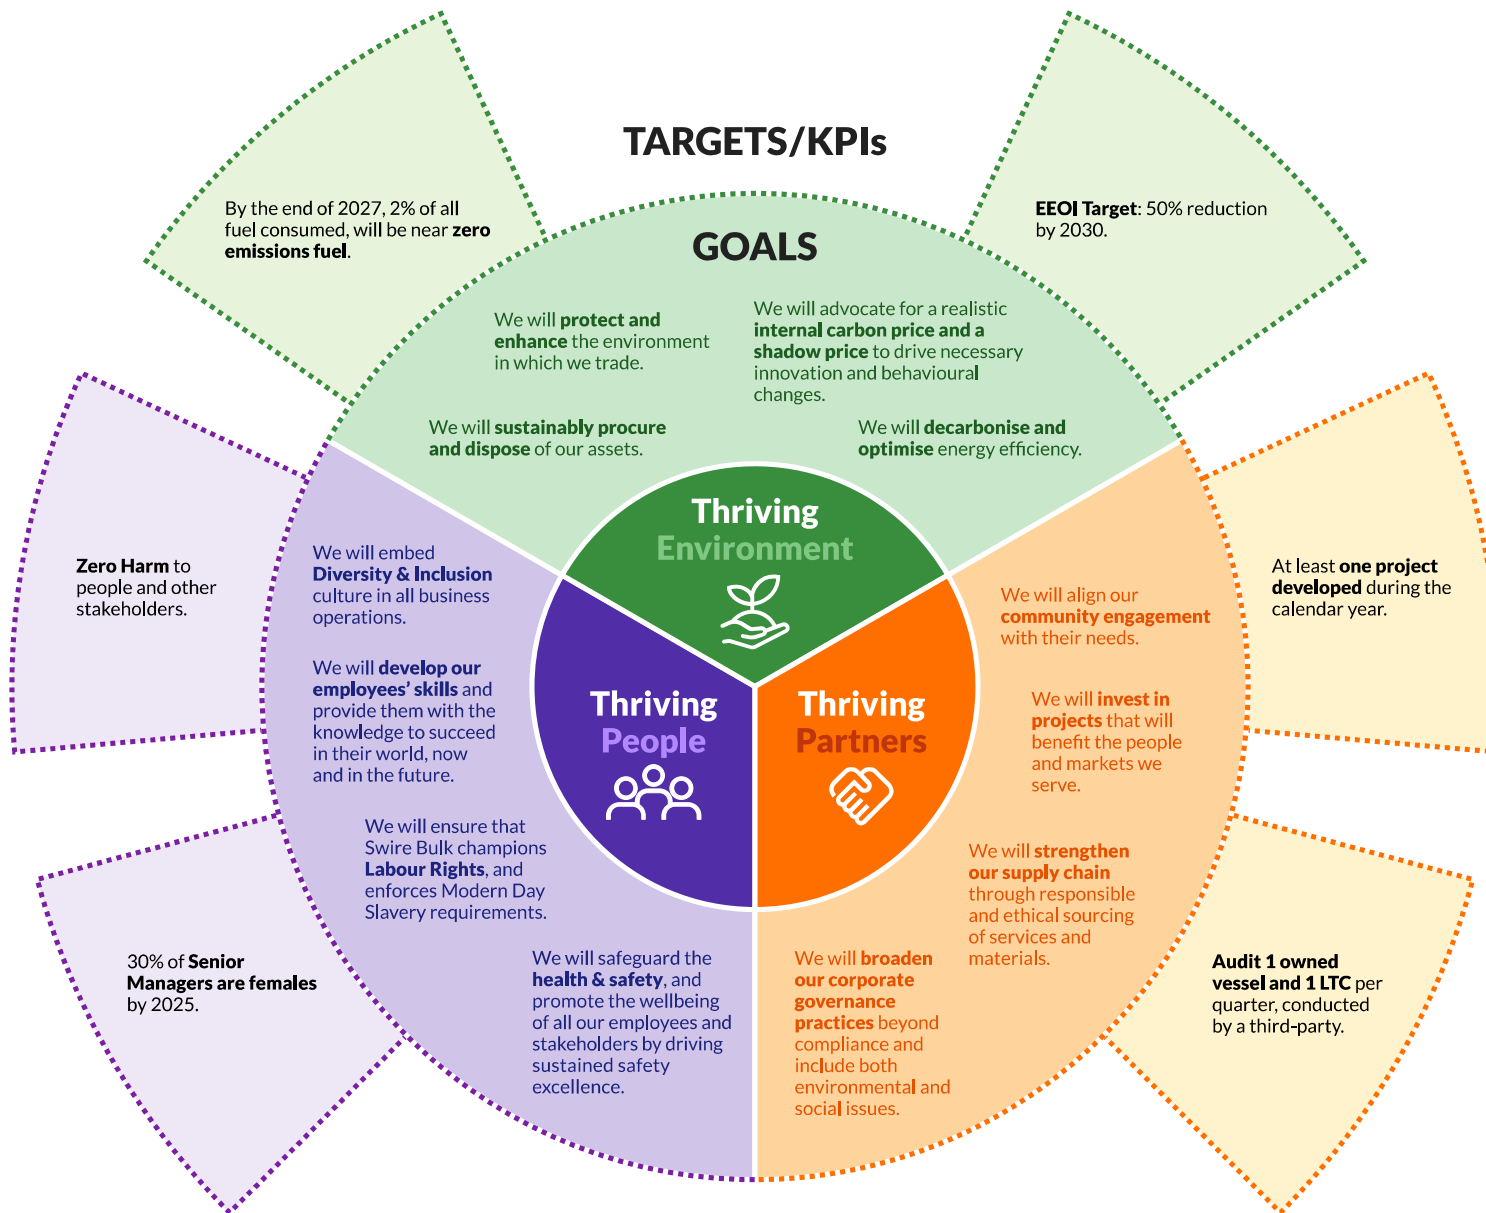 TARGETS/KPIs
By the end of 2027, 2% of all
fuel consumed, will be near zero
emissions fuel.
EEOI Target: 50% reduction
by 2030.
GOALS
We will protect and
enhance the environment
in which we trade.
We will advocate for a realistic
internal carbon price and a
shadow price to drive necessary
innovation and behavioural
changes.
We will sustainably procure
and dispose of our assets.
We will decarbonise and
optimise energy efficiency.
Thriving
Environment
Zero Harm to
people and other
stakeholders.
We will embed
Diversity & Inclusion
culture in all business
operations.
We will develop our
employees’ skills and
provide them with the
knowledge to succeed
in their world, now
and in the future.
Thriving
People
Thriving
Partners
We will align our
community engagement
with their needs.
We will invest in
projects that will
benefit the people
and markets we
serve.
At least one project
developed during the
calendar year.
We will ensure that
Swire Bulk champions
Labour Rights, and
enforces Modern Day
Slavery requirements.
We will strengthen
our supply chain
through responsible
and ethical sourcing
of services and
materials.
30% of Senior
Managers are females
by 2025.
We will safeguard the
health & safety, and
promote the wellbeing
of all our employees and
stakeholders by driving
sustained safety
excellence.
We will broaden
our corporate
governance
practices beyond
compliance and
include both
environmental and
social issues.
Audit 1 owned
vessel and 1 LTC per
quarter, conducted
by a third-party.